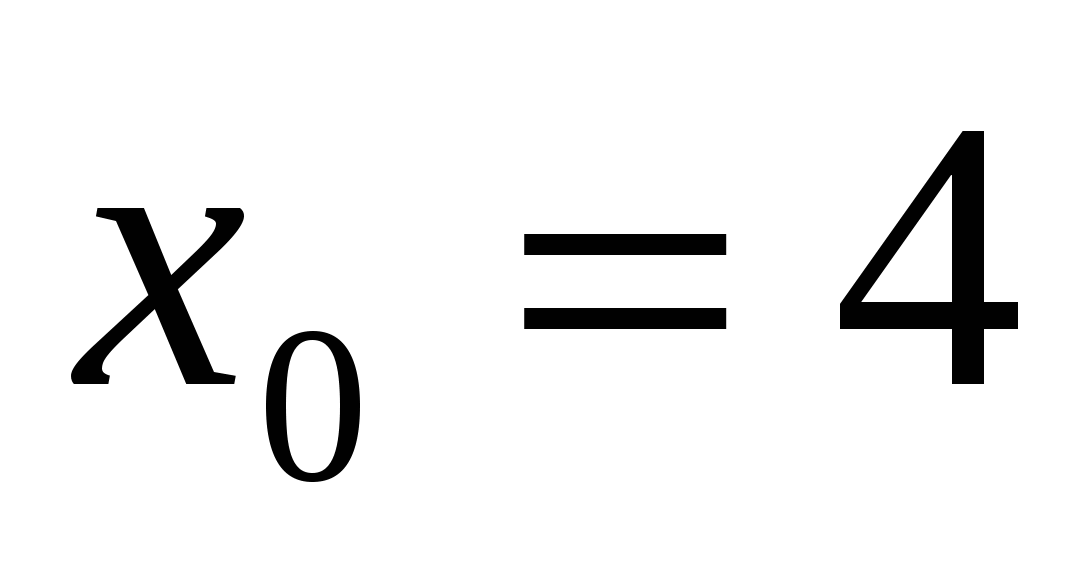 x₀ = 4